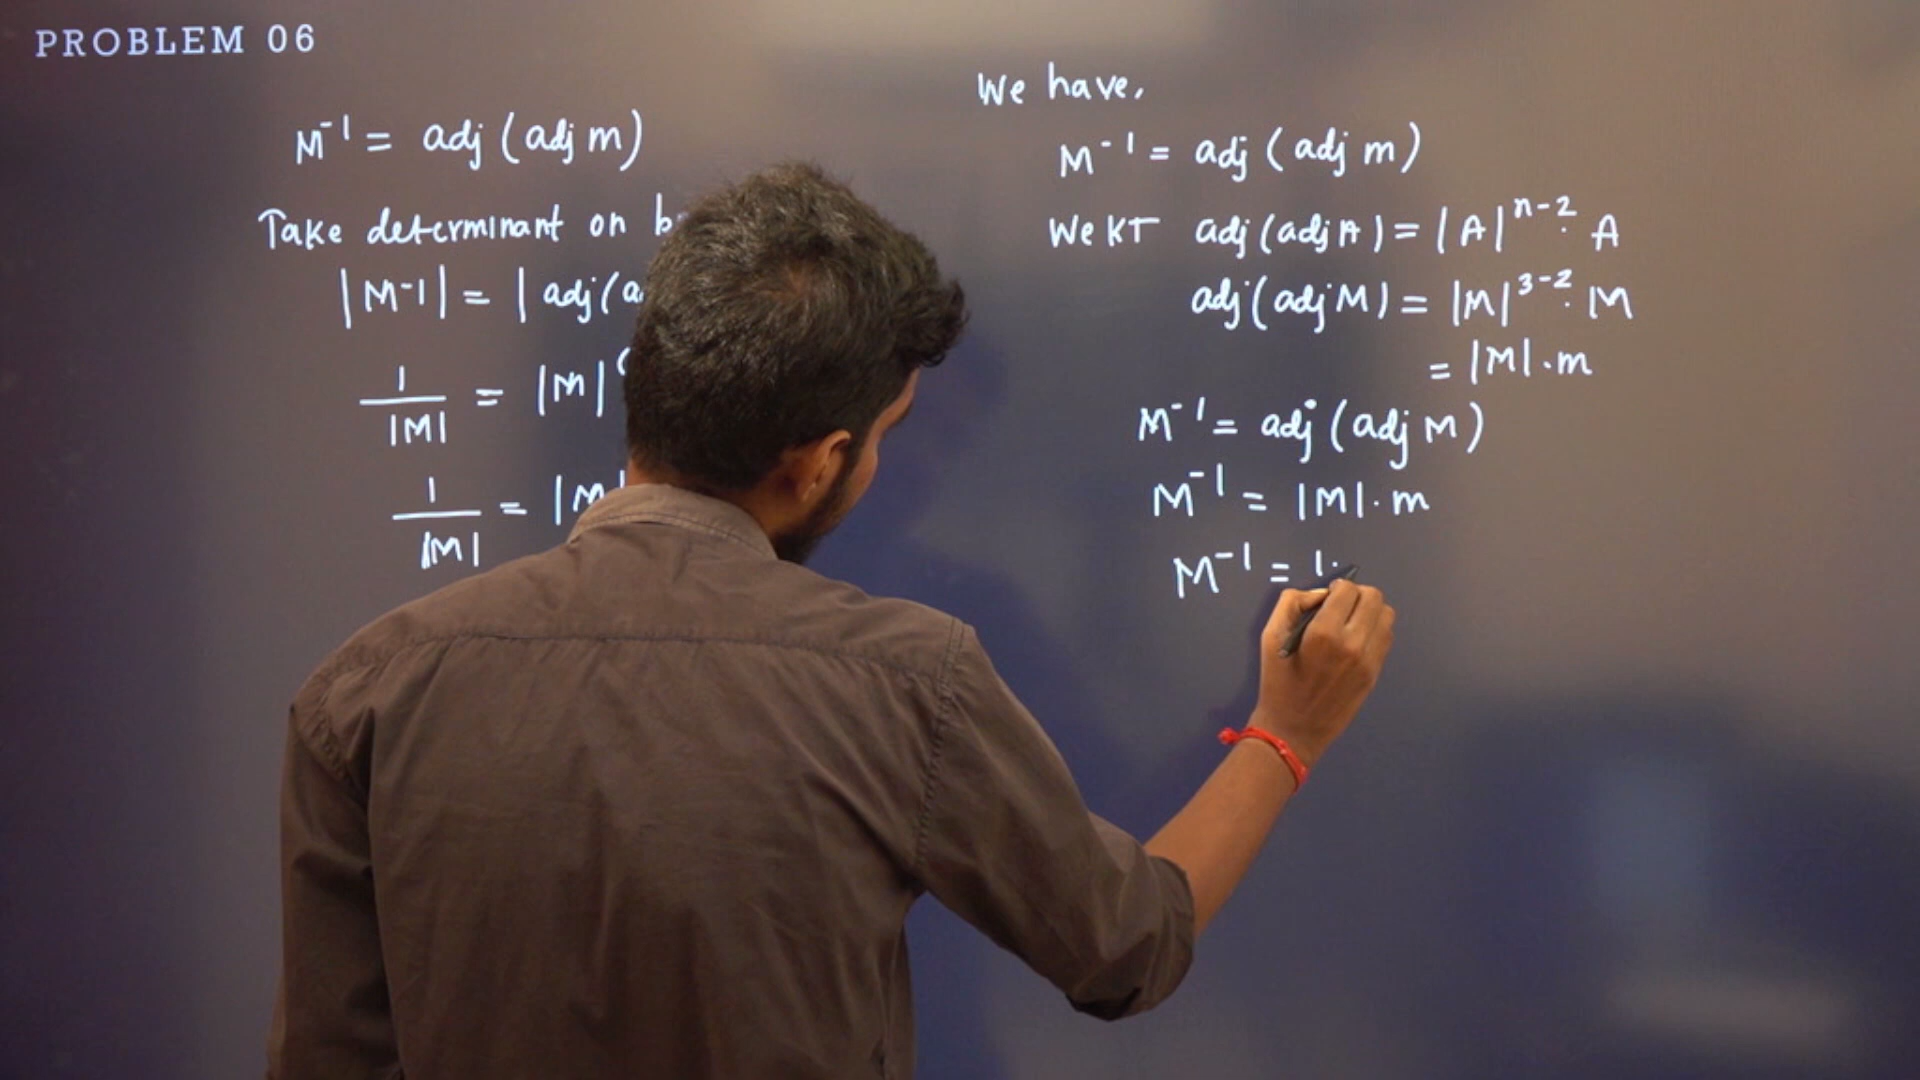 PROBLEM 06
M⁻¹ = adj (adj m)
Take determinant on
|M-1| = | adj(
1/|M| = |M|
1/|M| = |M|
We have,
M⁻¹ = adj (adj m)
We KT adj (adj A) = |A|ⁿ⁻² · A
adj (adj M) = |M|³⁻² · M
= |M| · m
M⁻¹ = adj (adj M)
M⁻¹ = |M| · m
M⁻¹ = 1·